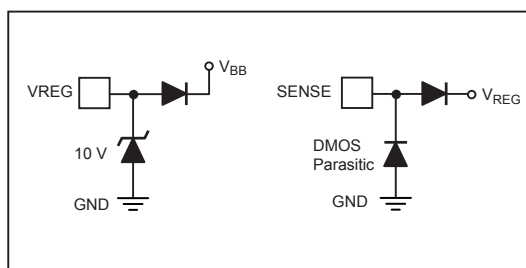 VREG
VBB
10 V
GND
SENSE
VREG
DMOS
Parasitic
GND